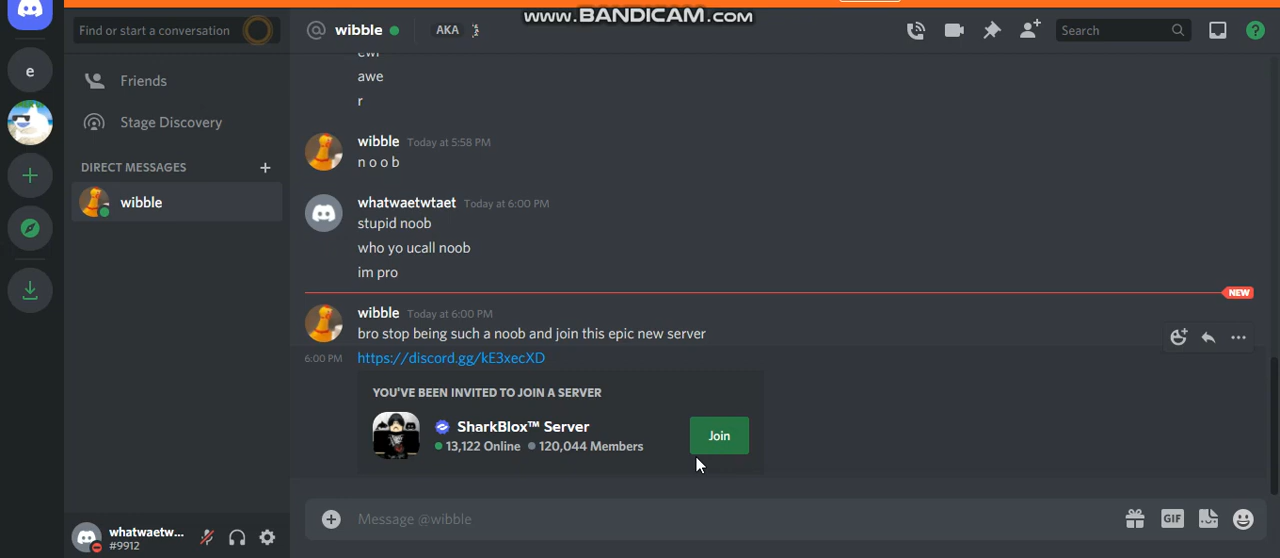 www.BANDICAM.com
Find or start a conversation
wibble
AKA
Search
e
Friends
Stage Discovery
DIRECT MESSAGES
wibble
awe
r
wibble Today at 5:58 PM
n o o b
whatwaetwtaet Today at 6:00 PM
stupid noob
who yo ucall noob
im pro
NEW
wibble Today at 6:00 PM
bro stop being such a noob and join this epic new server
6:00 PM https://discord.gg/kE3xecXD
YOU'VE BEEN INVITED TO JOIN A SERVER
SharkBlox™ Server
13,122 Online 120,044 Members
Join
Message @wibble
GIF
whatwaetw...
#9912